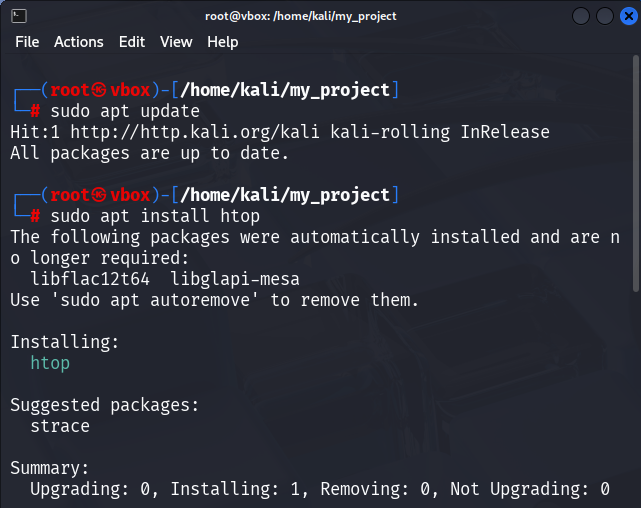 root@vbox: /home/kali/my_project
File Actions Edit View Help
┌──(root㉿vbox)-[/home/kali/my_project]
└─# sudo apt update
Hit:1 http://http.kali.org/kali kali-rolling InRelease
All packages are up to date.
┌──(root㉿vbox)-[/home/kali/my_project]
└─# sudo apt install htop
The following packages were automatically installed and are n
o longer required:
libflac12t64 libglapi-mesa
Use 'sudo apt autoremove' to remove them.
Installing:
htop
Suggested packages:
strace
Summary:
Upgrading: 0, Installing: 1, Removing: 0, Not Upgrading: 0